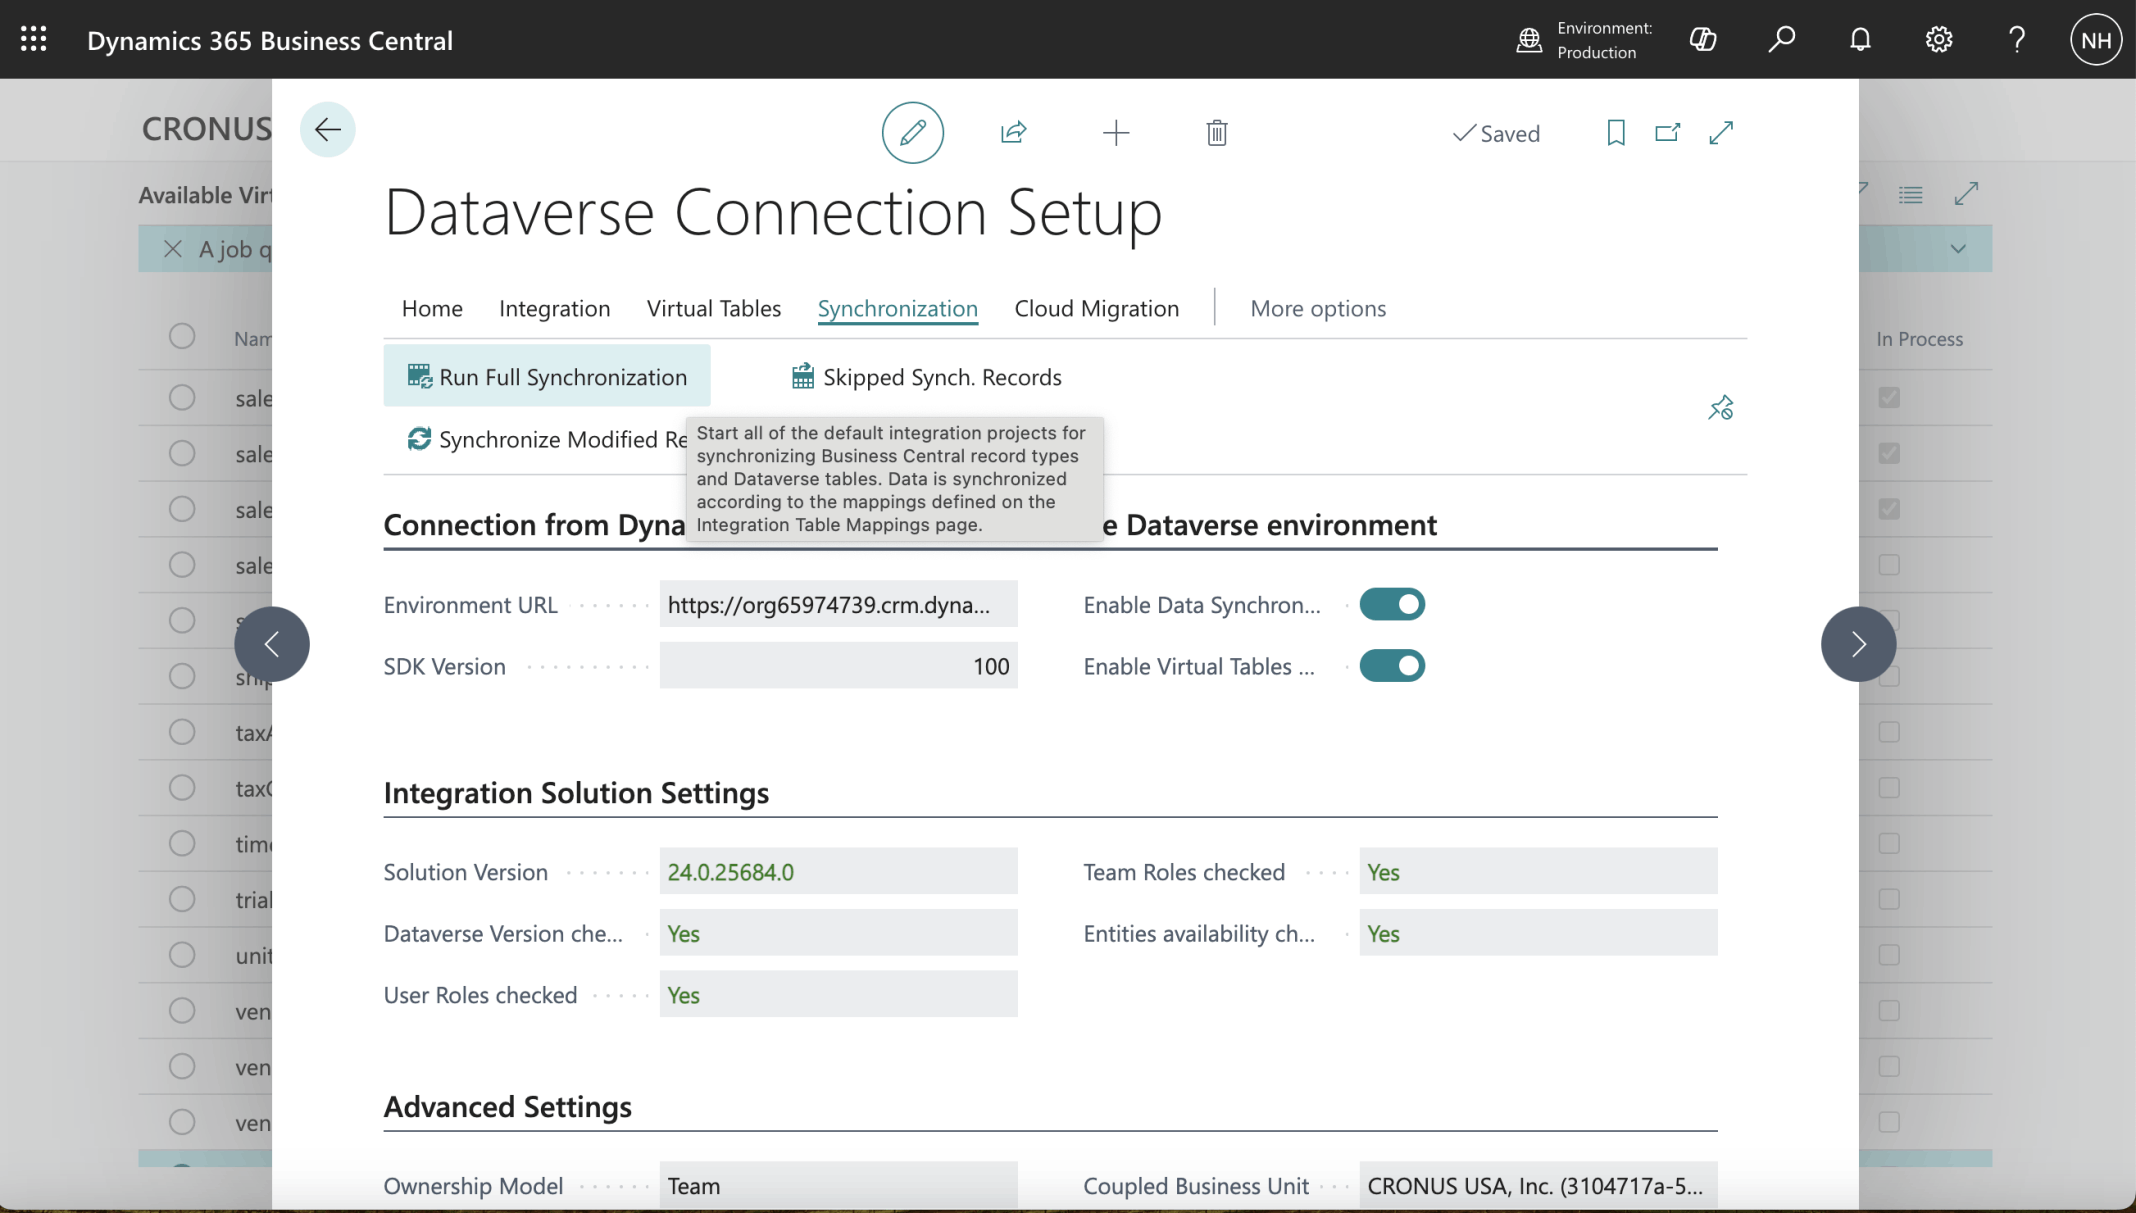 Dynamics 365 Business Central
Environment:
Production
NH
CRONUS
Saved
Dataverse Connection Setup
Available Virt
A job q
Home Integration Virtual Tables Synchronization Cloud Migration More options
Nam
In Process
Run Full Synchronization Skipped Synch. Records
Synchronize Modified Re
Start all of the default integration projects for
synchronizing Business Central record types
and Dataverse tables. Data is synchronized
according to the mappings defined on the
Integration Table Mappings page.
Connection from Dyna e Dataverse environment
Environment URL https://org65974739.crm.dyna... Enable Data Synchron...
SDK Version 100 Enable Virtual Tables ...
Integration Solution Settings
Solution Version 24.0.25684.0 Team Roles checked Yes
Dataverse Version che... Yes Entities availability ch... Yes
User Roles checked Yes
Advanced Settings
Ownership Model Team Coupled Business Unit CRONUS USA, Inc. (3104717a-5...
sale
sale
sale
sale
ship
taxA
tax
time
trial
unit
ven
ven
ven